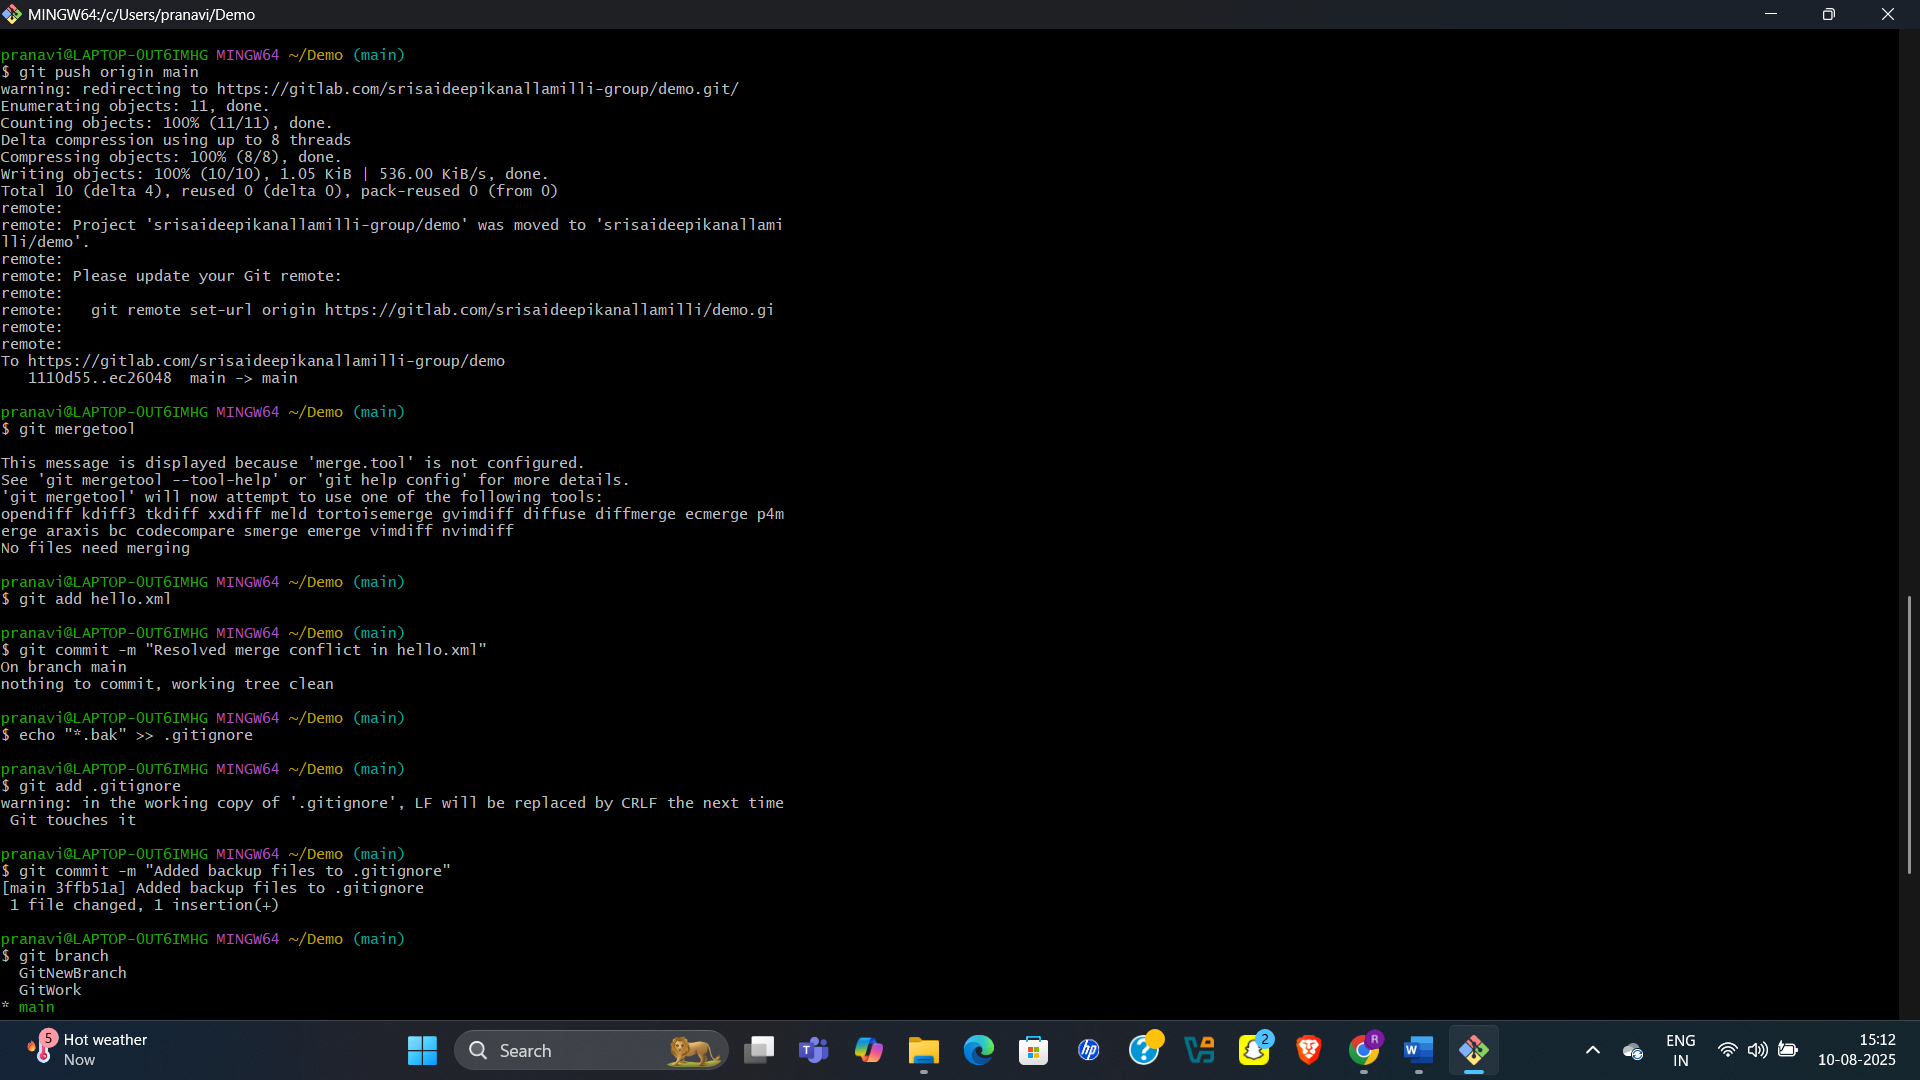 MINGW64:/c/Users/pranavi/Demo
pranavi@LAPTOP-OUT6IMHG MINGW64 ~/Demo (main)
$ git push origin main
warning: redirecting to https://gitlab.com/srisaideepikanallamilli-group/demo.git/
Enumerating objects: 11, done.
Counting objects: 100% (11/11), done.
Delta compression using up to 8 threads
Compressing objects: 100% (8/8), done.
Writing objects: 100% (10/10), 1.05 KiB | 536.00 KiB/s, done.
Total 10 (delta 4), reused 0 (delta 0), pack-reused 0 (from 0)
remote:
remote: Project 'srisaideepikanallamilli-group/demo' was moved to 'srisaideepikanallami
lli/demo'.
remote:
remote: Please update your Git remote:
remote:
remote:   git remote set-url origin https://gitlab.com/srisaideepikanallamilli/demo.gi
remote:
remote:
To https://gitlab.com/srisaideepikanallamilli-group/demo
   1110d55..ec26048  main -> main
pranavi@LAPTOP-OUT6IMHG MINGW64 ~/Demo (main)
$ git mergetool
This message is displayed because 'merge.tool' is not configured.
See 'git mergetool --tool-help' or 'git help config' for more details.
'git mergetool' will now attempt to use one of the following tools:
opendiff kdiff3 tkdiff xxdiff meld tortoisemerge gvimdiff diffuse diffmerge ecmerge p4m
erge araxis bc codecompare smerge emerge vimdiff nvimdiff
No files need merging
pranavi@LAPTOP-OUT6IMHG MINGW64 ~/Demo (main)
$ git add hello.xml
pranavi@LAPTOP-OUT6IMHG MINGW64 ~/Demo (main)
$ git commit -m "Resolved merge conflict in hello.xml"
On branch main
nothing to commit, working tree clean
pranavi@LAPTOP-OUT6IMHG MINGW64 ~/Demo (main)
$ echo "*.bak" >> .gitignore
pranavi@LAPTOP-OUT6IMHG MINGW64 ~/Demo (main)
$ git add .gitignore
warning: in the working copy of '.gitignore', LF will be replaced by CRLF the next time
 Git touches it
pranavi@LAPTOP-OUT6IMHG MINGW64 ~/Demo (main)
$ git commit -m "Added backup files to .gitignore"
[main 3ffb51a] Added backup files to .gitignore
 1 file changed, 1 insertion(+)
pranavi@LAPTOP-OUT6IMHG MINGW64 ~/Demo (main)
$ git branch
  GitNewBranch
  GitWork
* main
5
Hot weather
Now
Search
T
hp
?
2
R
W
ENG
IN
15:12
10-08-2025